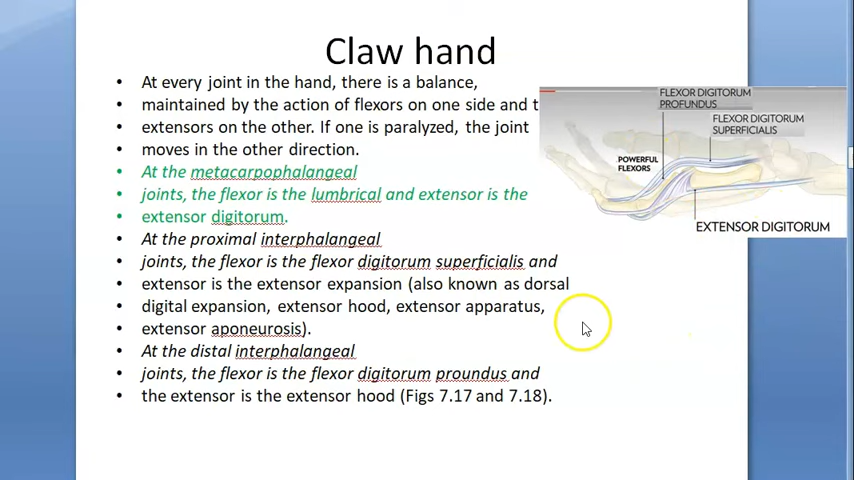 Claw hand
• At every joint in the hand, there is a balance,
• maintained by the action of flexors on one side and t
• extensors on the other. If one is paralyzed, the joint
• moves in the other direction.
• At the metacarpophalangeal
• joints, the flexor is the lumbrical and extensor is the
• extensor digitorum.
• At the proximal interphalangeal
• joints, the flexor is the flexor digitorum superficialis and
• extensor is the extensor expansion (also known as dorsal
• digital expansion, extensor hood, extensor apparatus,
• extensor aponeurosis).
• At the distal interphalangeal
• joints, the flexor is the flexor digitorum proundus and
• the extensor is the extensor hood (Figs 7.17 and 7.18).
FLEXOR DIGITORUM
PROFUNDUS
FLEXOR DIGITORUM
SUPERFICIALIS
POWERFUL
FLEXORS
EXTENSOR DIGITORUM